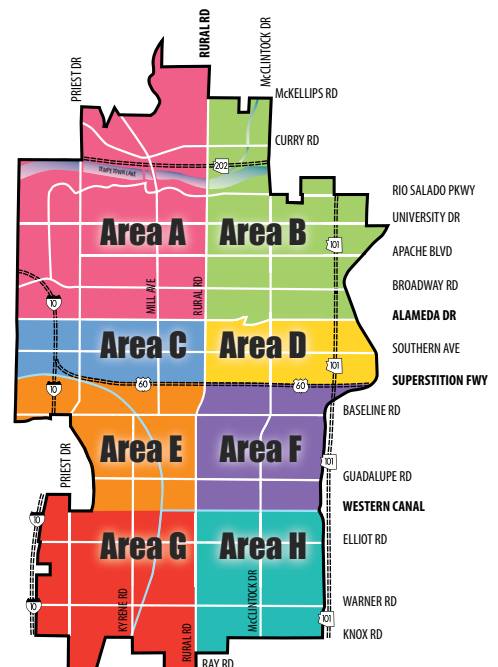 RURAL RD
McCLINTOCK DR
PRIEST DR
McKELLIPS RD
CURRY RD
202
TEMPE TOWN LAKE
RIO SALADO PKWY
UNIVERSITY DR
Area A
Area B
101
APACHE BLVD
MILL AVE
RURAL RD
BROADWAY RD
10
ALAMEDA DR
Area C
Area D
SOUTHERN AVE
101
10
60
60
SUPERSTITION FWY
BASELINE RD
PRIEST DR
Area E
Area F
101
GUADALUPE RD
WESTERN CANAL
10
Area G
Area H
ELLIOT RD
KYRENE RD
McCLINTOCK DR
10
WARNER RD
101
RURAL RD
KNOX RD
RAY RD